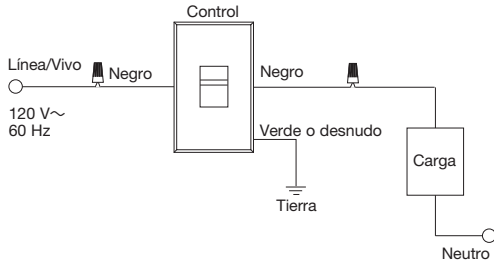 Control
Línea/Vivo
Negro
Negro
120 V～
60 Hz
Verde o desnudo
Carga
Tierra
Neutro